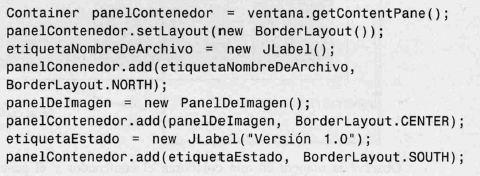 Container panelContenedor = ventana.getContentPane();
panelContenedor.setLayout(new BorderLayout());
etiquetaNombreDeArchivo = new JLabel();
panelConenedor.add(etiquetaNombreDeArchivo,
BorderLayout.NORTH);
panelDeImagen = new PanelDeImagen();
panelContenedor.add(panelDeImagen, BorderLayout.CENTER);
etiquetaEstado = new JLabel("Versión 1.0");
panelContenedor.add(etiquetaEstado, BorderLayout.SOUTH);